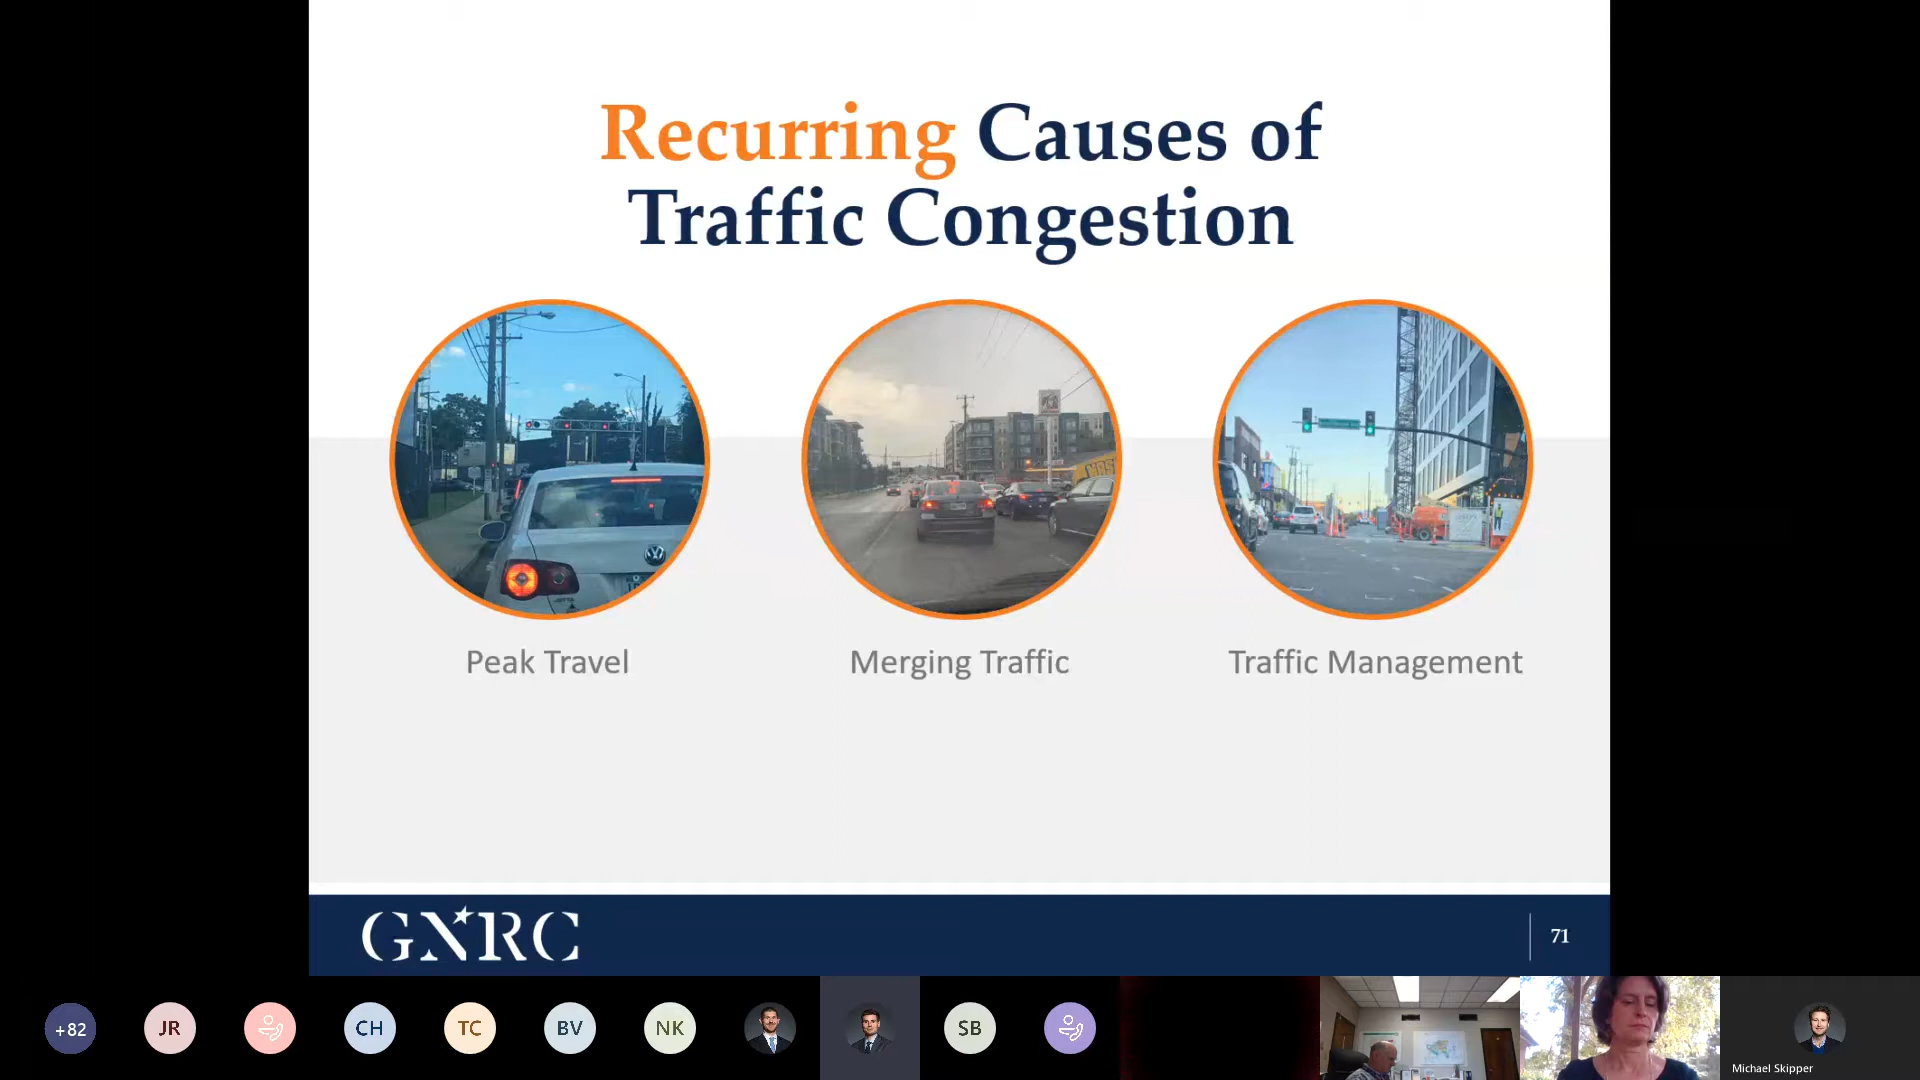 Recurring Causes of
Traffic Congestion
NAS
Peak Travel
Merging Traffic
Traffic Management
GNRC
71
+82
JR
CH
TC
BV
NK
SB
Michael Skipper